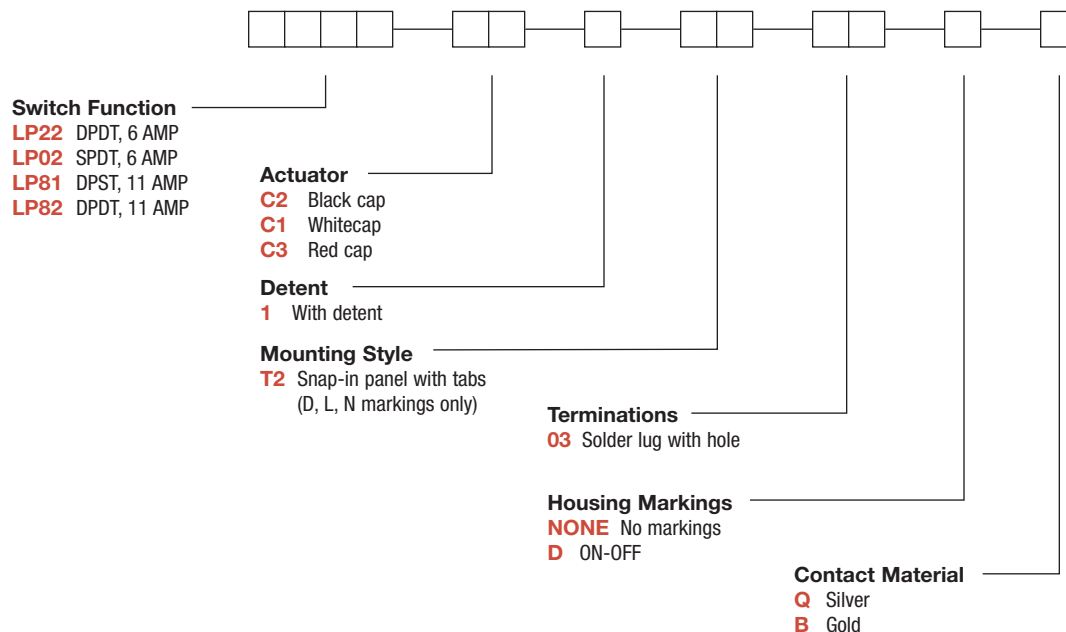 Switch Function
LP22 DPDT, 6 AMP
LP02 SPDT, 6 AMP
LP81 DPST, 11 AMP
LP82 DPDT, 11 AMP
Actuator
C2 Black cap
C1 Whitecap
C3 Red cap
Detent
1 With detent
Mounting Style
T2 Snap-in panel with tabs
(D, L, N markings only)
Terminations
03 Solder lug with hole
Housing Markings
NONE No markings
D ON-OFF
Contact Material
Q Silver
B Gold